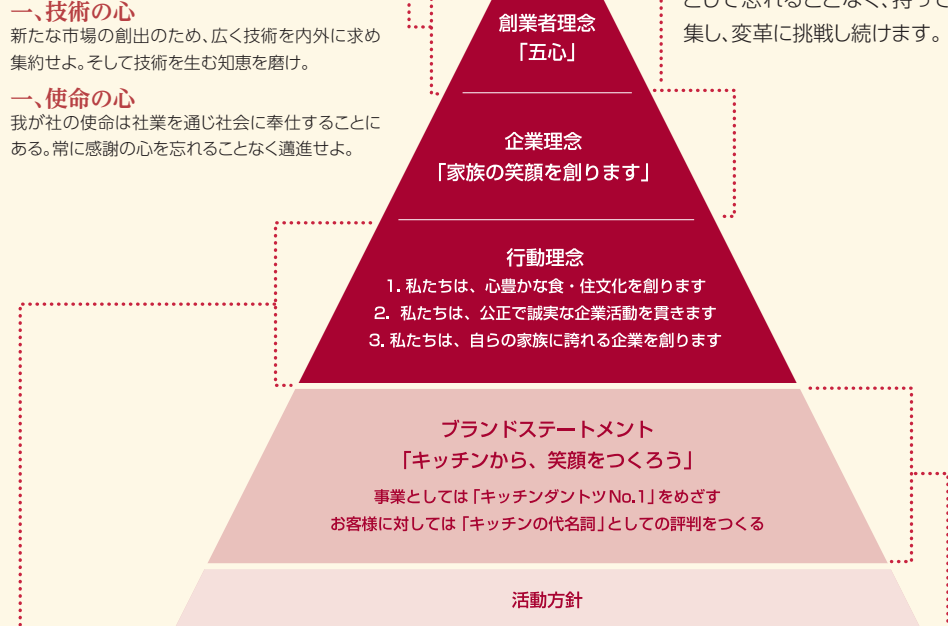 一、技術の心
新たな市場の創出のため、広く技術を内外に求め
集約せよ。そして技術を生む知恵を磨け。
一、使命の心
我が社の使命は社業を通じ社会に奉仕することに
ある。常に感謝の心を忘れることなく邁進せよ。
創業者理念
「五心」
として忘れることなく、持って
集し、変革に挑戦し続けます。
企業理念
「家族の笑顔を創ります」
行動理念
1. 私たちは、心豊かな食・住文化を創ります
2. 私たちは、公正で誠実な企業活動を貫きます
3. 私たちは、自らの家族に誇れる企業を創ります
ブランドステートメント
「キッチンから、笑顔をつくろう」
事業としては「キッチンダントツNo.1」をめざす
お客様に対しては「キッチンの代名詞」としての評判をつくる
活動方針